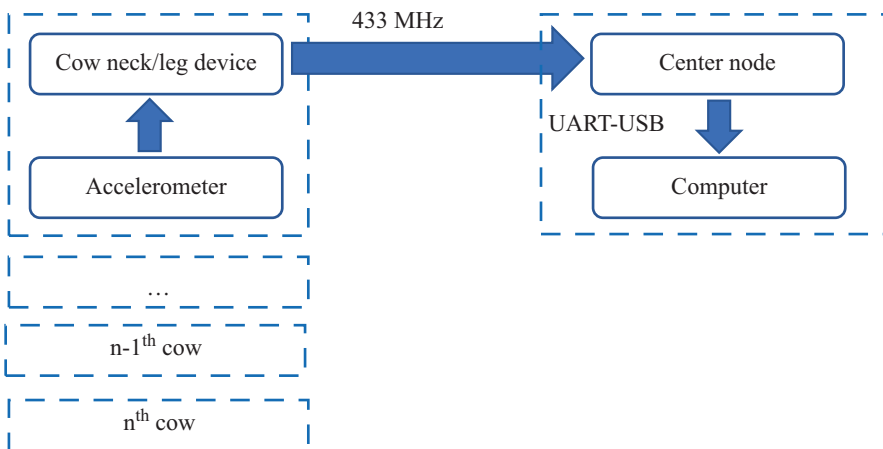 433 MHz
Cow neck/leg device
Center node
UART-USB
Accelerometer
Computer
...
n-1th cow
nth cow